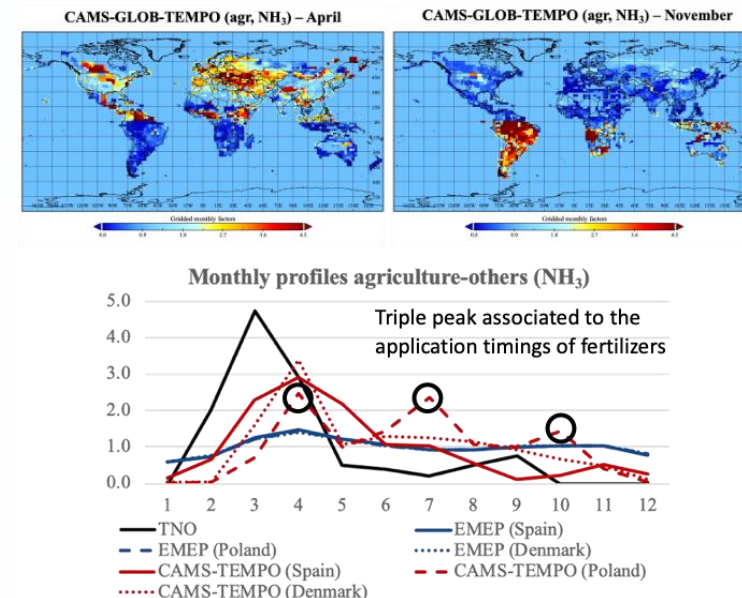 CAMS-GLOB-TEMPO (agr, NH₃) – April
CAMS-GLOB-TEMPO (agr, NH₃) – November
Gridded monthly factors
Gridded monthly factors
Monthly profiles agriculture-others (NH₃)
Triple peak associated to the
application timings of fertilizers
5.0
4.0
3.0
2.0
1.0
0.0
1 2 3 4 5 6 7 8 9 10 11 12
TNO
EMEP (Spain)
EMEP (Poland)
EMEP (Denmark)
CAMS-TEMPO (Spain)
CAMS-TEMPO (Poland)
CAMS-TEMPO (Denmark)